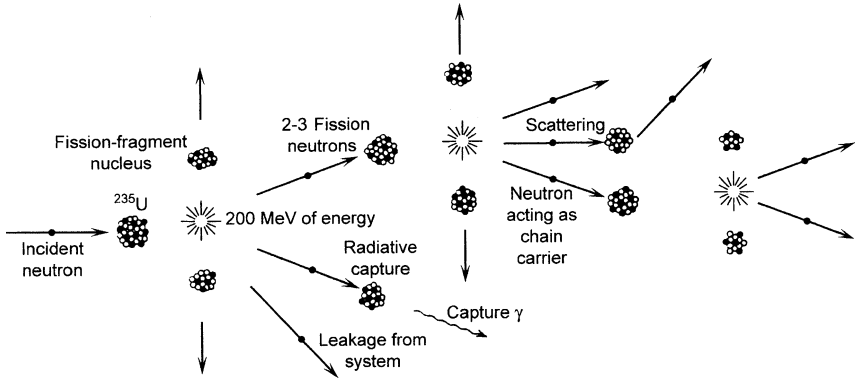 Fission-fragment
nucleus
²³⁵U
Incident
neutron
200 MeV of energy
2-3 Fission
neutrons
Radiative
capture
Leakage from
system
Capture γ
Scattering
Neutron
acting as
chain
carrier